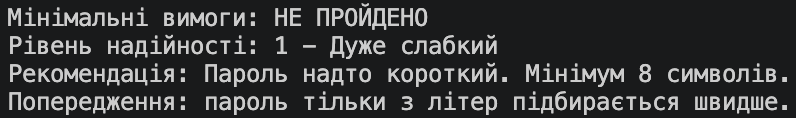 Мінімальні вимоги: НЕ ПРОЙДЕНО
Рівень надійності: 1 – Дуже слабкий
Рекомендація: Пароль надто короткий. Мінімум 8 символів.
Попередження: пароль тільки з літер підбирається швидше.